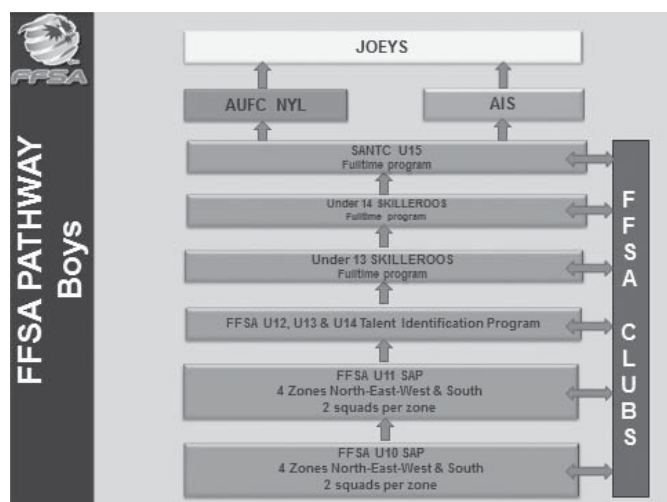 FFSA
FFSA PATHWAY
Boys
JOEYS
AUFC NYL
AIS
SANTC U15
Fulltime program
Under 14 SKILLEROOS
Fulltime program
Under 13 SKILLEROOS
Fulltime program
FFSA U12, U13 & U14 Talent Identification Program
FFSA U11 SAP
4 Zones North-East-West & South
2 squads per zone
FFSA U10 SAP
4 Zones North-East-West & South
2 squads per zone
FFSA CLUBS